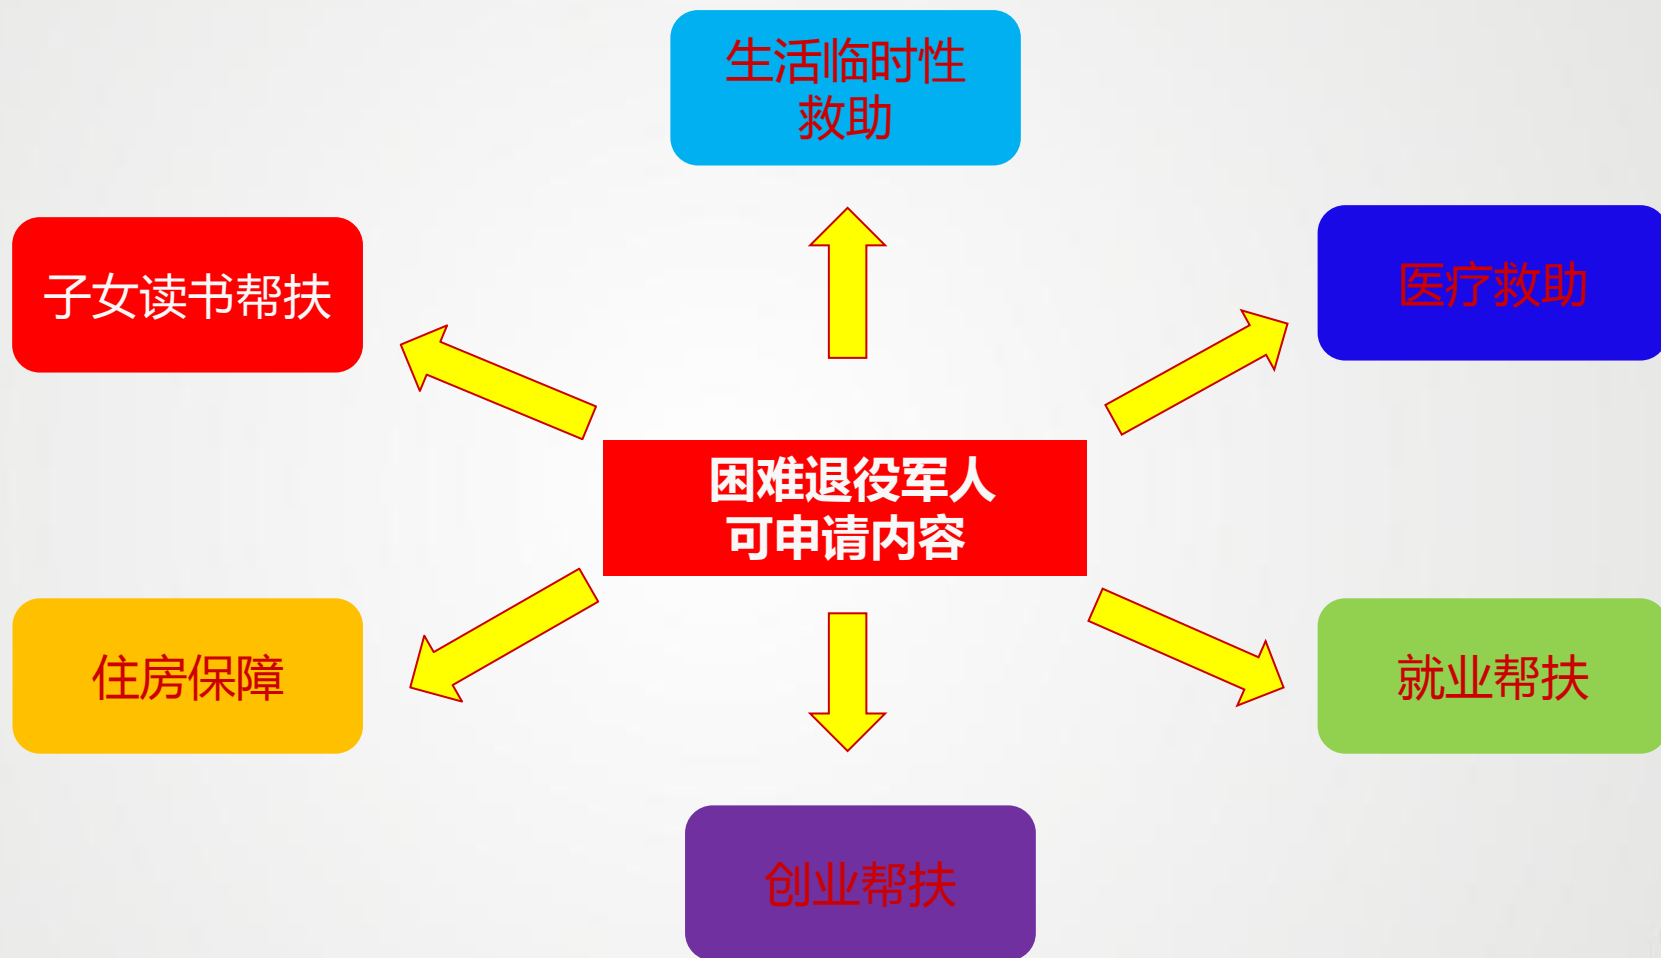 生活临时性
救助
子女读书帮扶
医疗救助
困难退役军人
可申请内容
住房保障
就业帮扶
创业帮扶